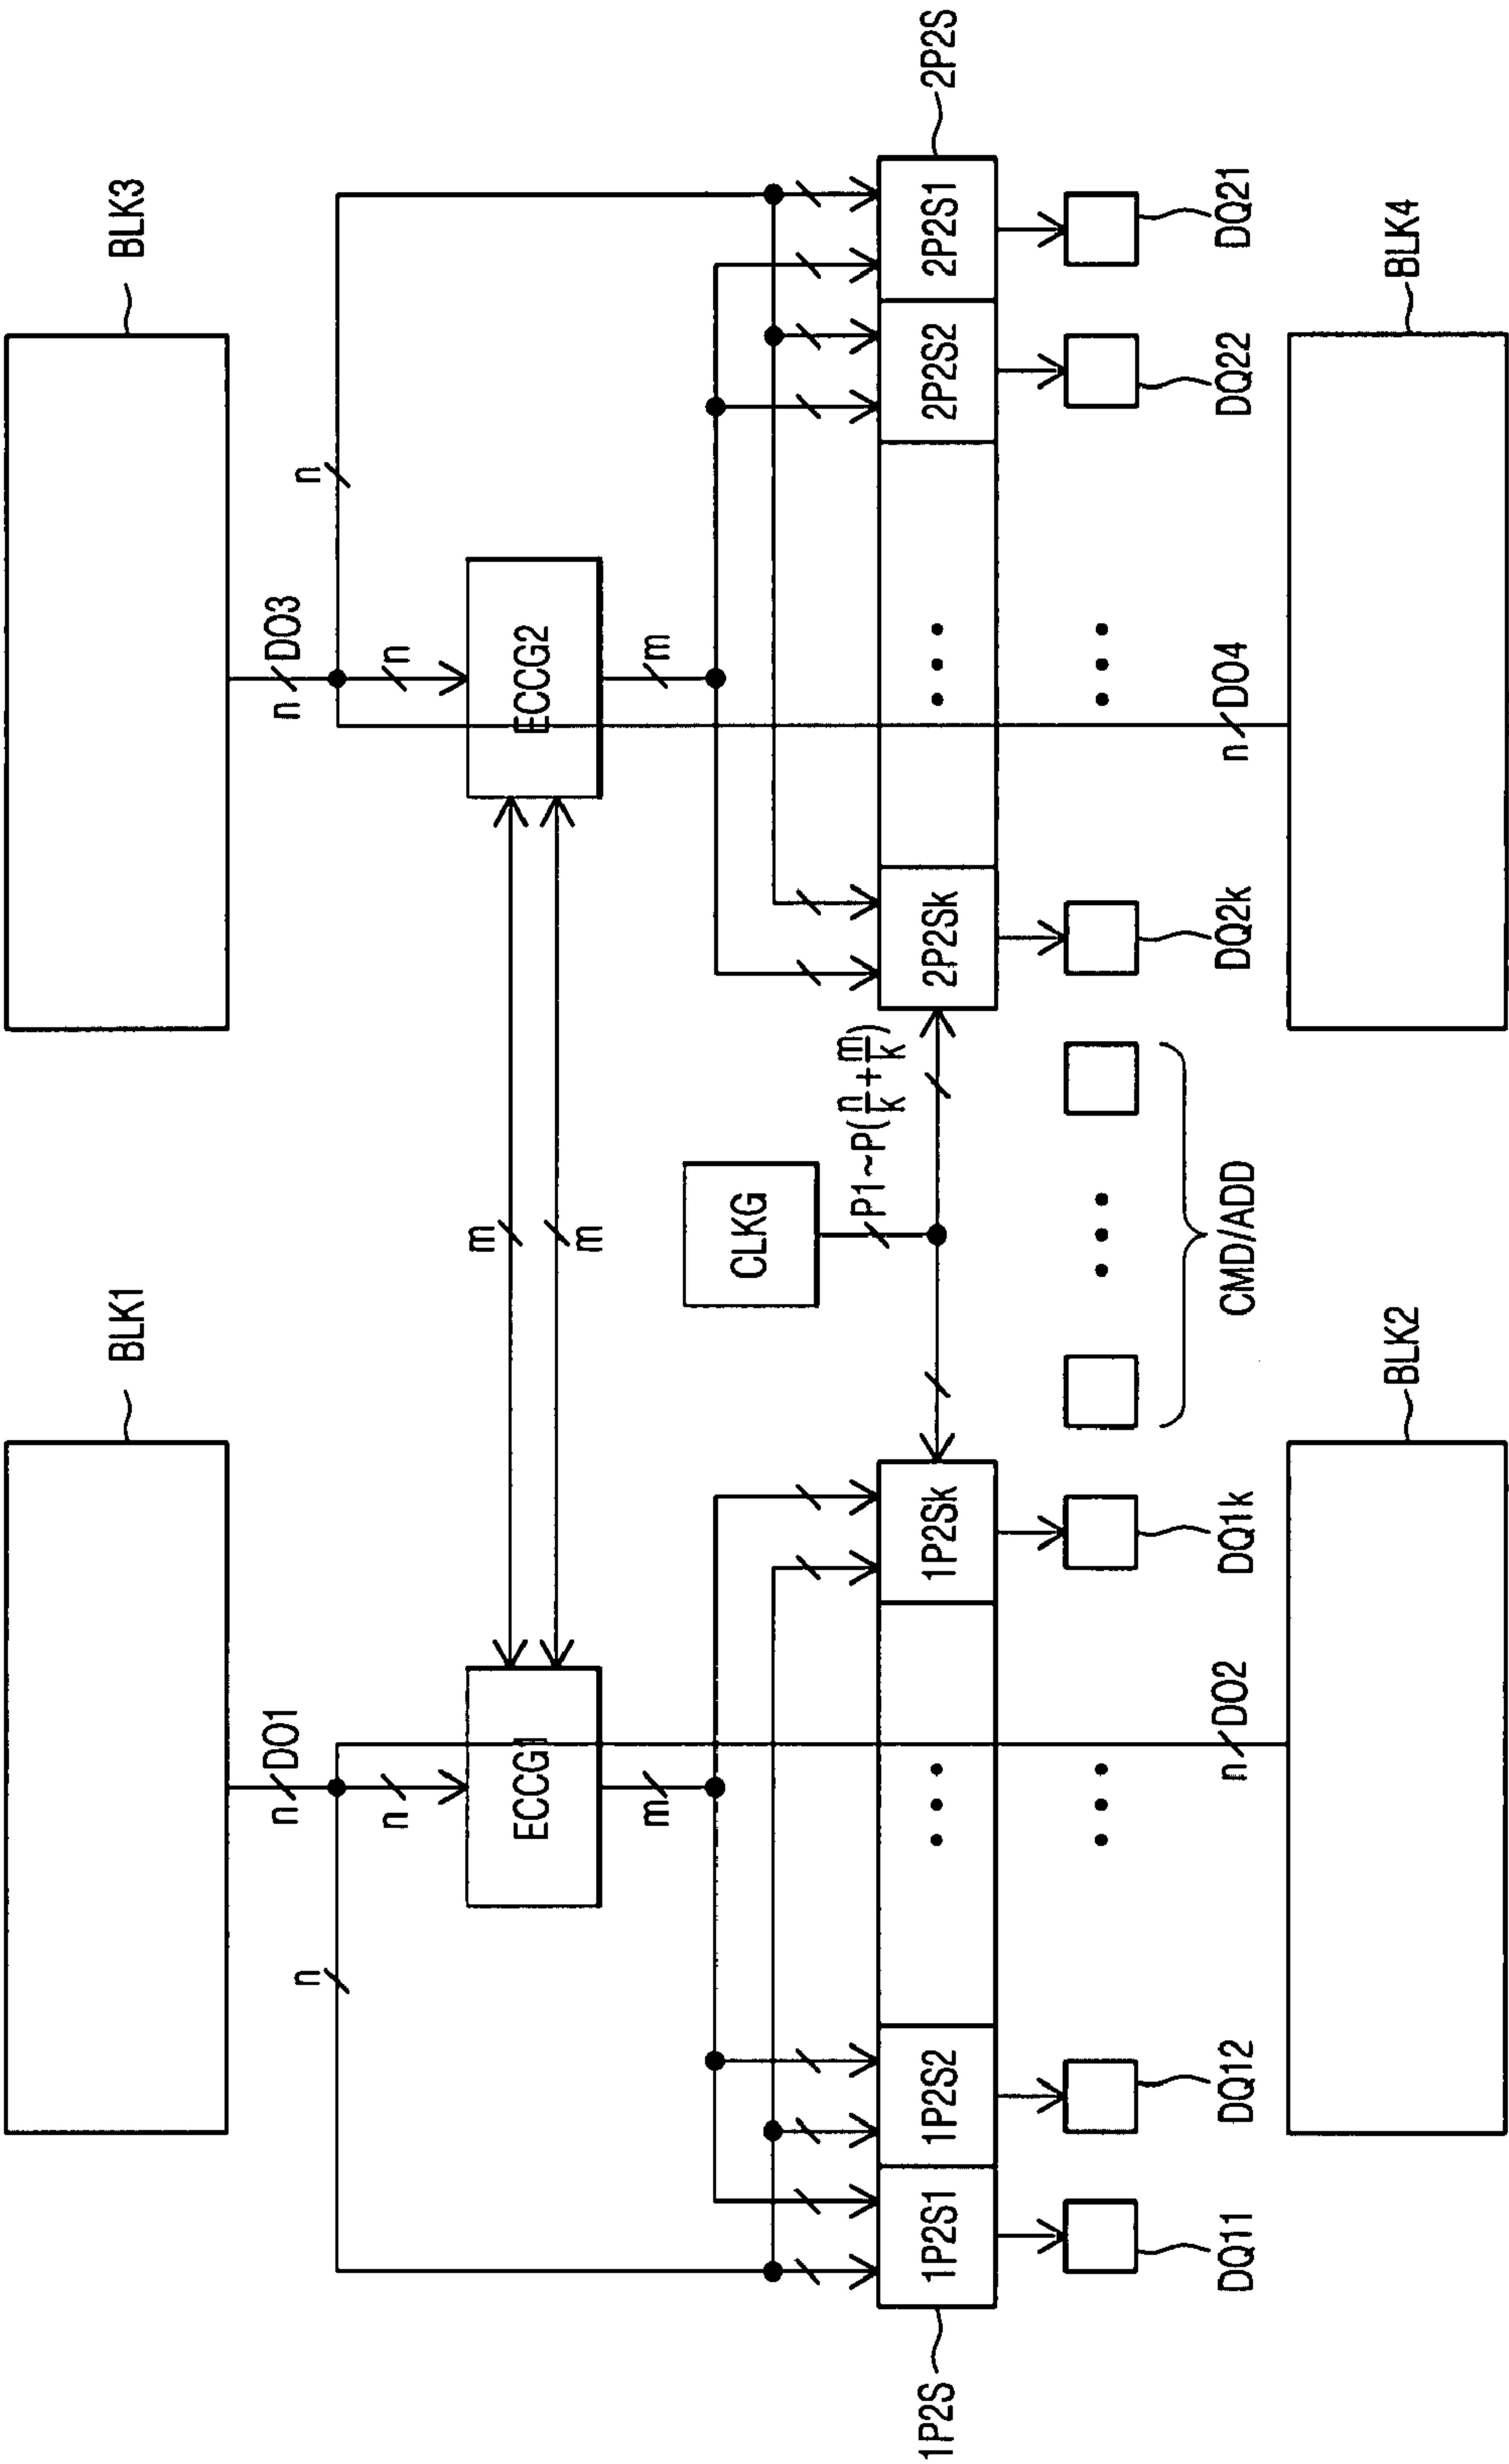 BLK1
BLK3
n DO1
n DO3
n
n
n
n
ECCG1
m
m
ECCG2
m
m
CLKG
P1~P(n/k+m/k)
1P2S
1P2S1
1P2S2
• • •
1P2Sk
2P2Sk
• • •
2P2S2
2P2S1
2P2S
• • •
• • •
• • •
DQ11
DQ12
n DO2
DQ1k
CMD/ADD
DQ2k
n DO4
DQ22
DQ21
BLK2
BLK4